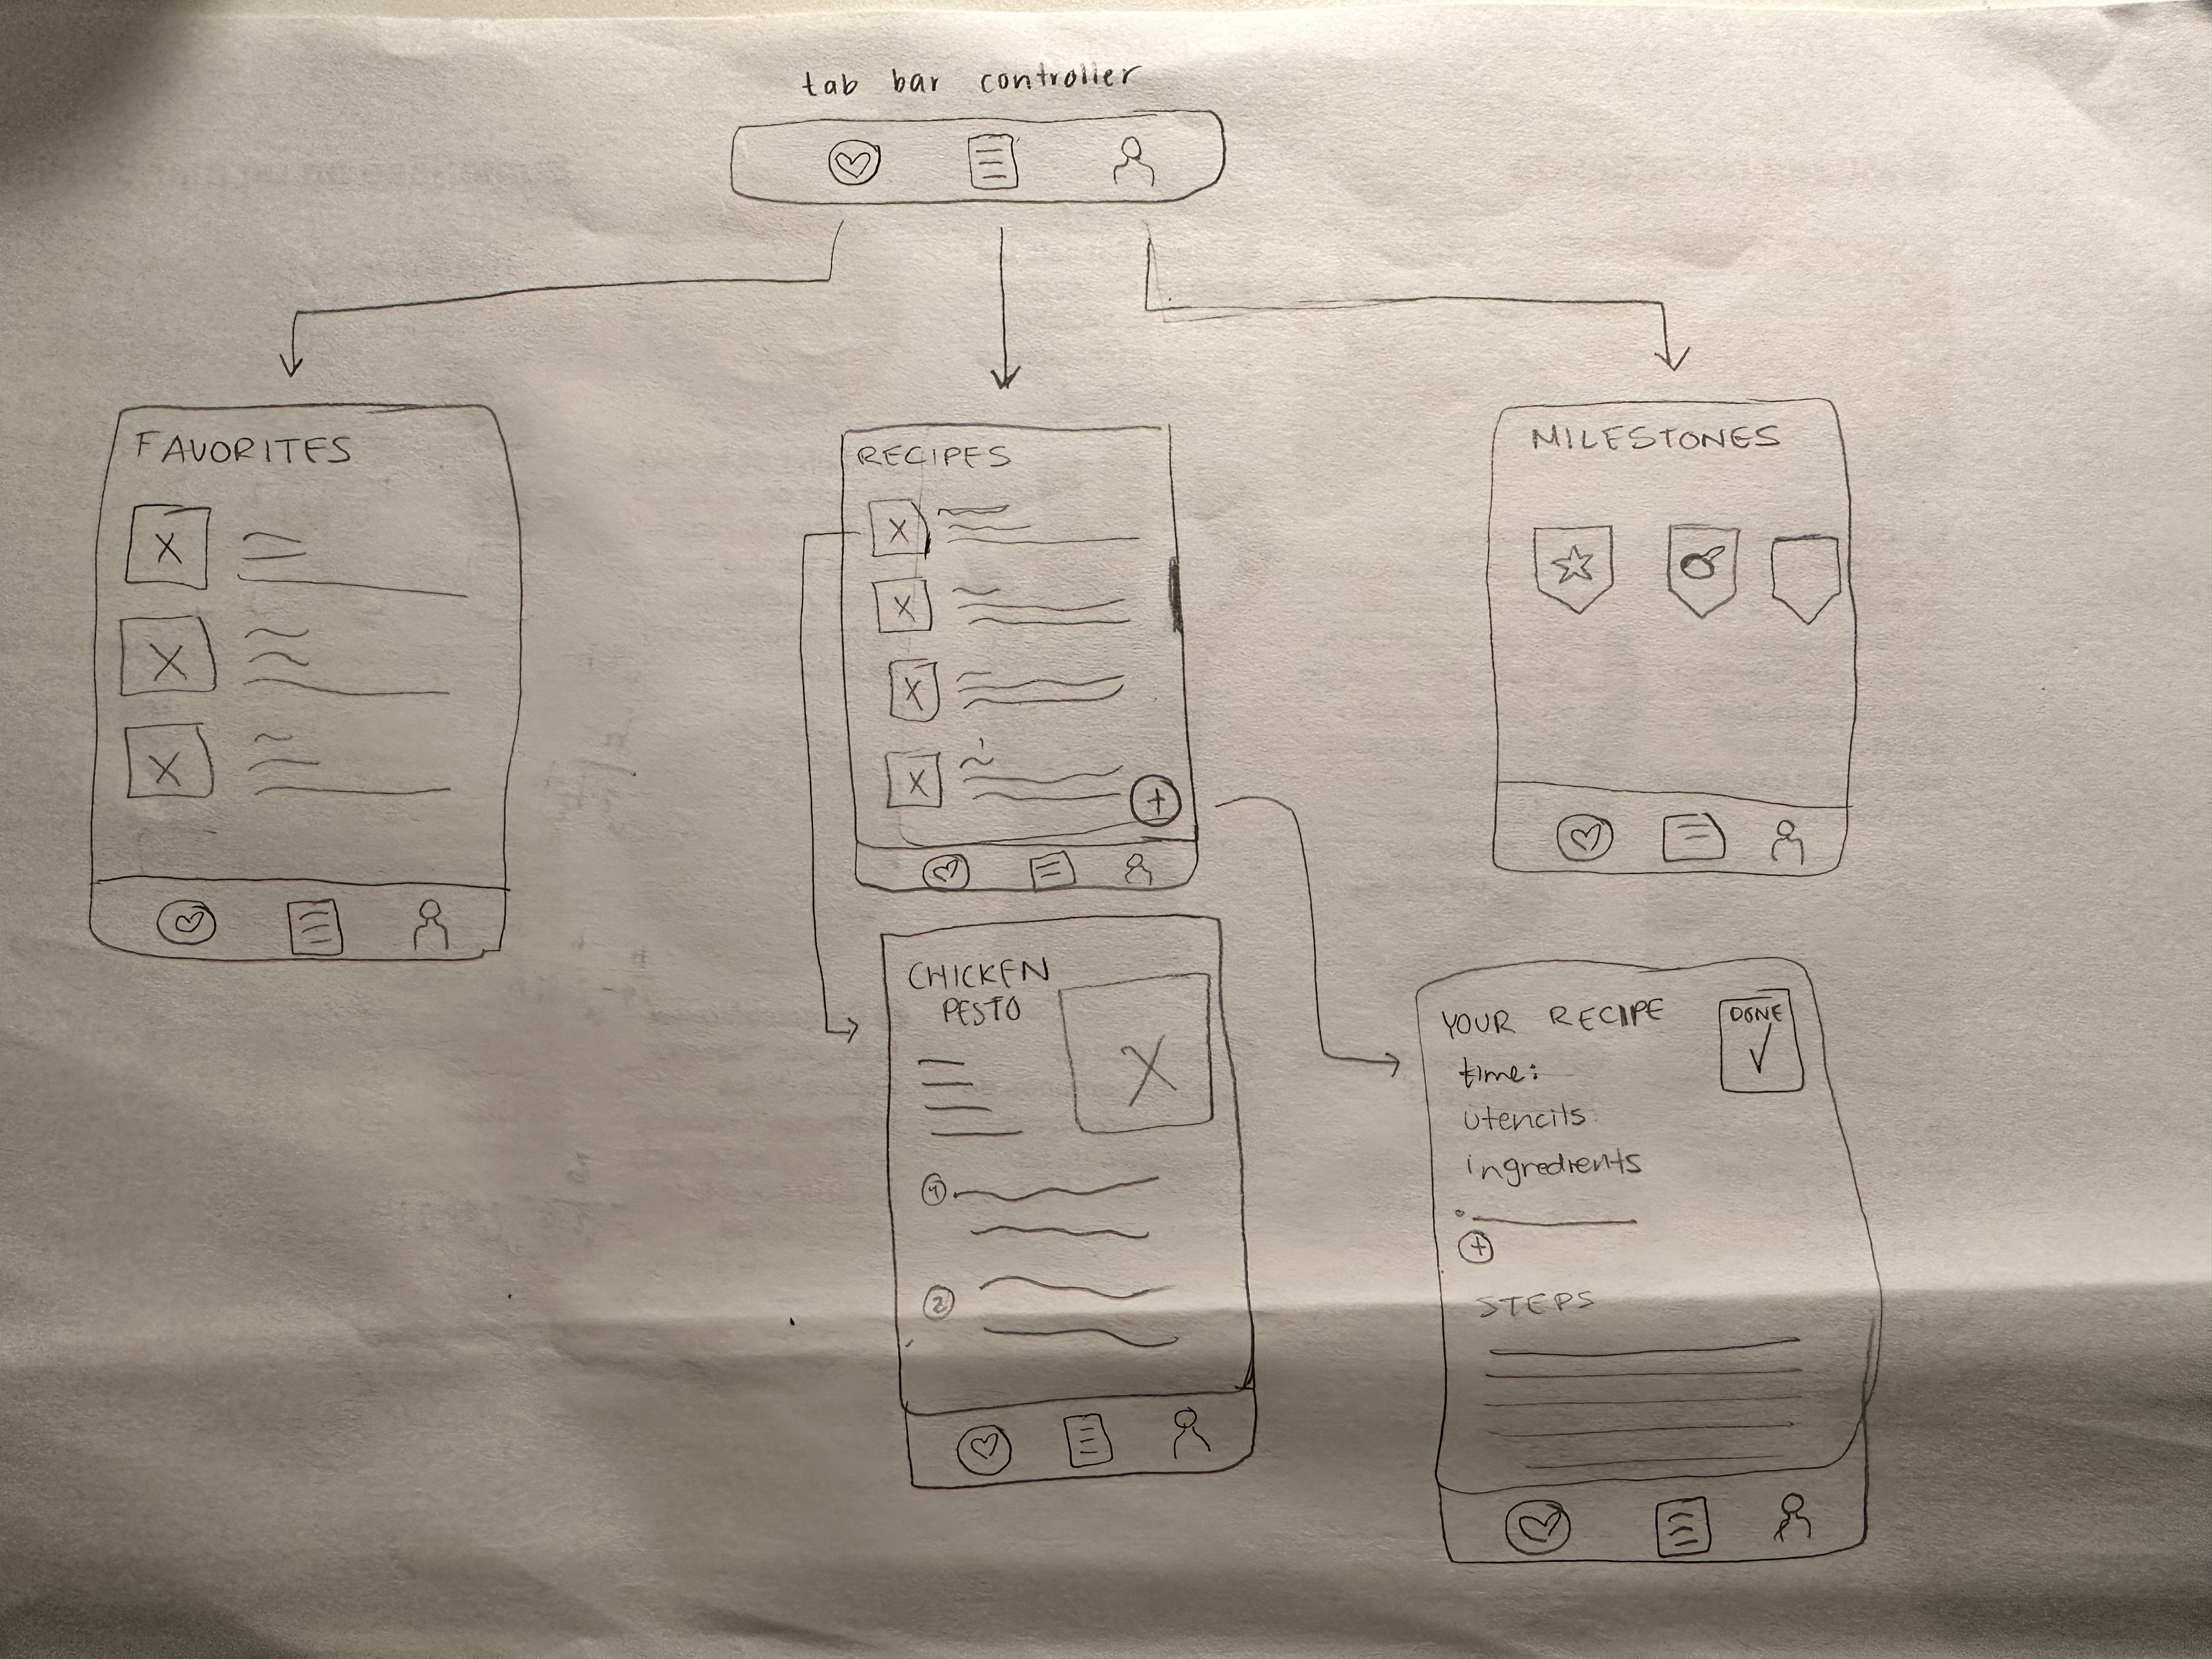 tab bar controller
FAVORITES
RECIPES
MILESTONES
CHICKEN
PESTO
1
2
YOUR RECIPE
DONE
time:
utencils:
ingredients
STEPS